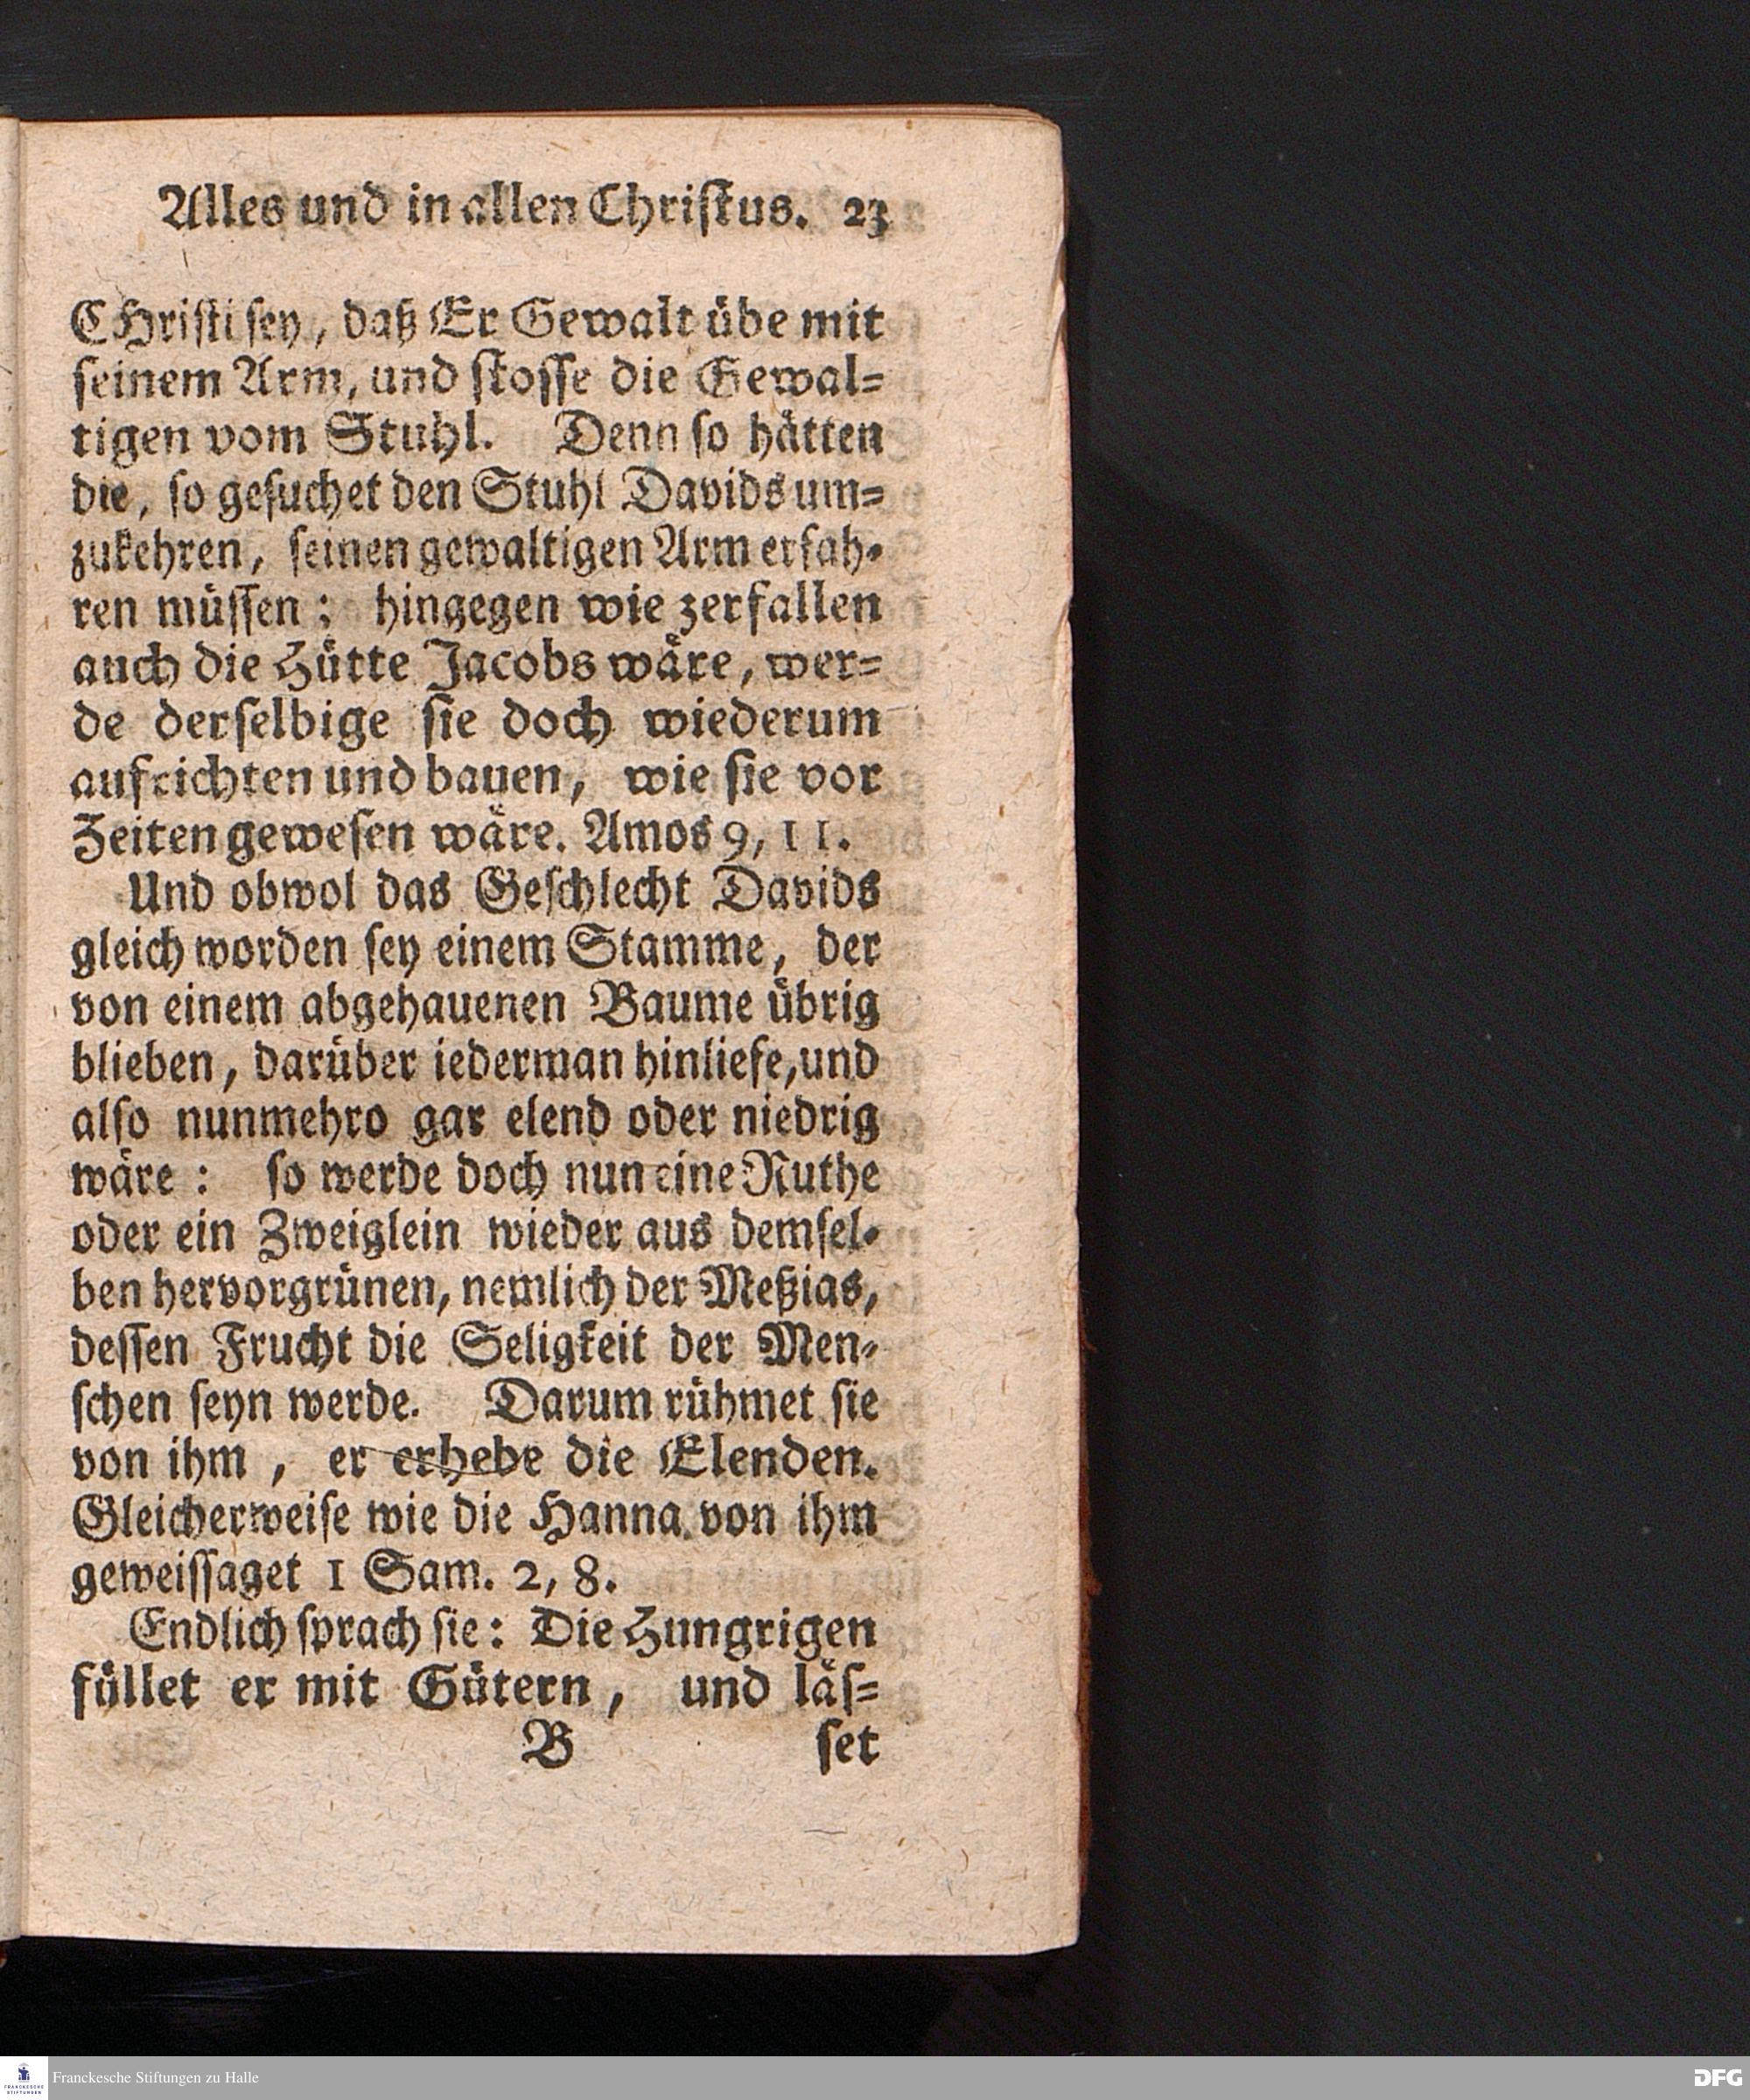 Alles und in allen Christus. 23
CHristi sey, daß Er Gewalt übe mit
seinem Arm, und stosse die Gewal=
tigen vom Stuhl. Denn so hätten
die, so gesuchet den Stuhl Davids um=
zukehren, seinen gewaltigen Arm erfah=
ren müssen; hingegen wie zerfallen
auch die Hütte Jacobs wäre, wer=
de derselbige sie doch wiederum
aufrichten und bauen, wie sie vor
Zeiten gewesen wäre. Amos 9, 11.
Und obwol das Geschlecht Davids
gleich worden sey einem Stamme, der
von einem abgehauenen Baume übrig
blieben, darüber iederman hinliefe, und
also nunmehro gar elend oder niedrig
wäre: so werde doch nun eine Ruthe
oder ein Zweiglein wieder aus demsel=
ben hervorgrünen, nemlich der Meßias,
dessen Frucht die Seligkeit der Men=
schen seyn werde. Darum rühmet sie
von ihm, er erhebe die Elenden.
Gleicherweise wie die Hanna von ihm
geweissaget 1 Sam. 2, 8.
Endlich sprach sie: Die Hungrigen
füllet er mit Gütern, und läs=
B set
FRANCKESCHE STIFTUNGEN
Franckesche Stiftungen zu Halle
DFG